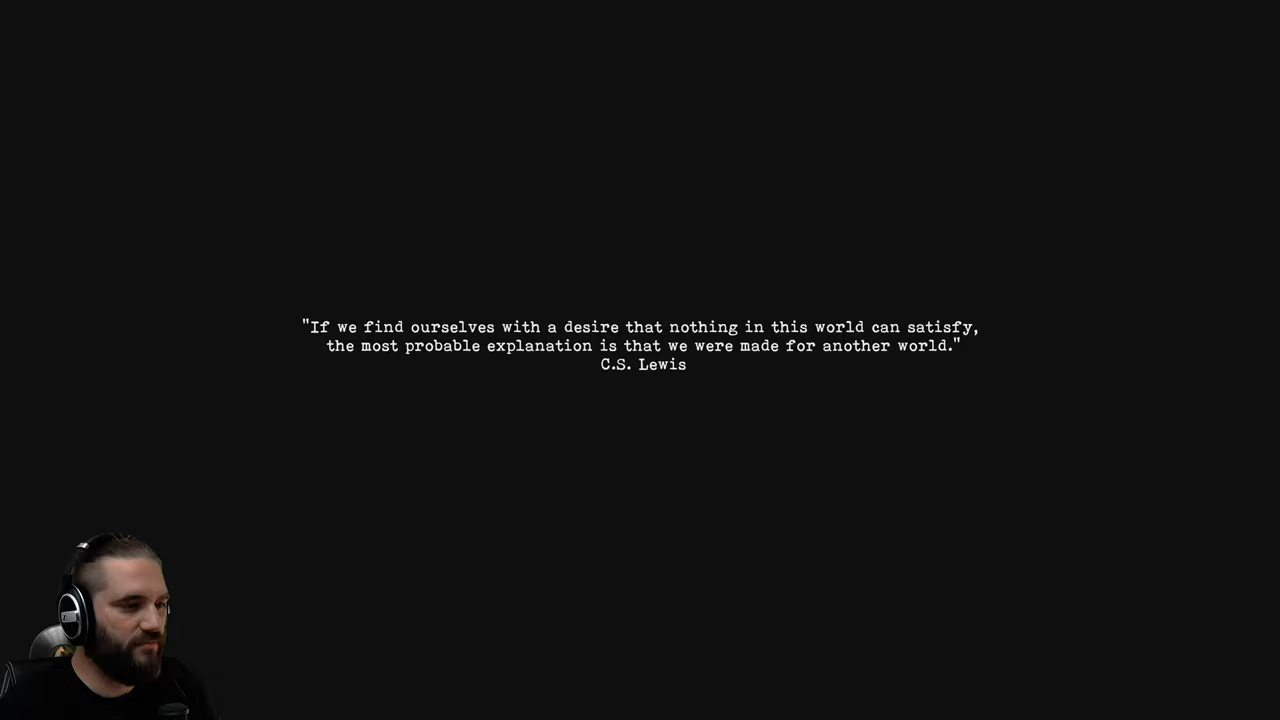 "If we find ourselves with a desire that nothing in this world can satisfy,
the most probable explanation is that we were made for another world."
C.S. Lewis